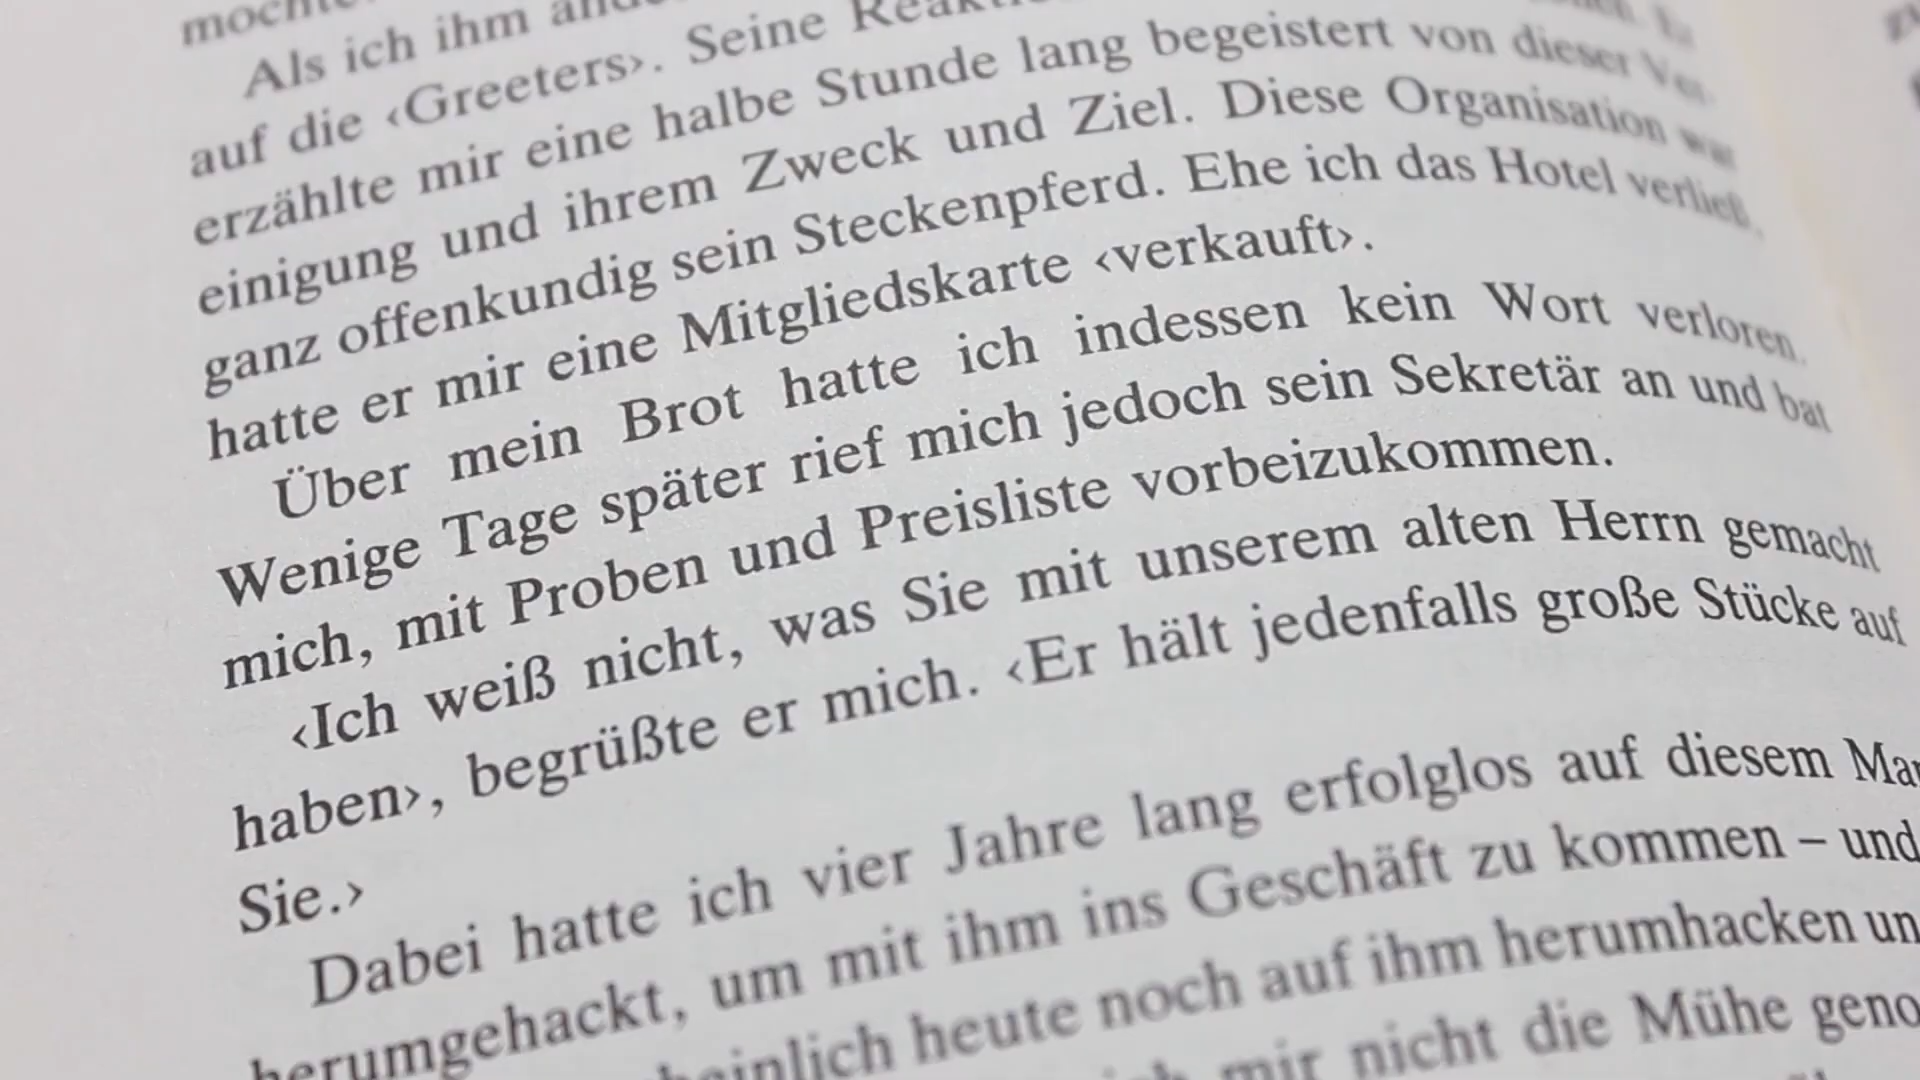 Als ich ihm
auf die ‹Greeters›. Seine
erzählte mir eine halbe Stunde lang begeistert von dieser Ver-
einigung und ihrem Zweck und Ziel. Diese Organisation war
ganz offenkundig sein Steckenpferd. Ehe ich das Hotel verließ,
hatte er mir eine Mitgliedskarte ‹verkauft›.
Über mein Brot hatte ich indessen kein Wort verloren.
Wenige Tage später rief mich jedoch sein Sekretär an und bat
mich, mit Proben und Preisliste vorbeizukommen.
‹Ich weiß nicht, was Sie mit unserem alten Herrn gemacht
haben›, begrüßte er mich. ‹Er hält jedenfalls große Stücke auf
Sie.›
Dabei hatte ich vier Jahre lang erfolglos auf diesem
herumgehackt, um mit ihm ins Geschäft zu kommen – und
heute noch auf ihm herumhacken
mir nicht die Mühe